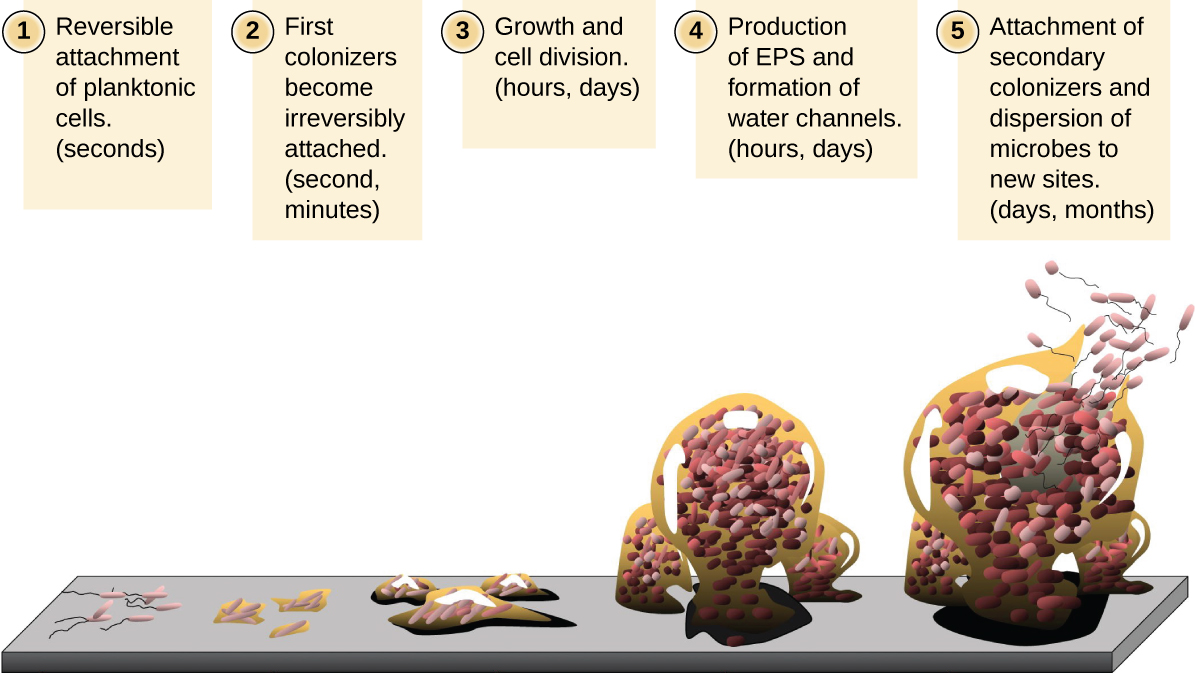 1
Reversible
attachment
of planktonic
cells.
(seconds)
2
First
colonizers
become
irreversibly
attached.
(second,
minutes)
3
Growth and
cell division.
(hours, days)
4
Production
of EPS and
formation of
water channels.
(hours, days)
5
Attachment of
secondary
colonizers and
dispersion of
microbes to
new sites.
(days, months)